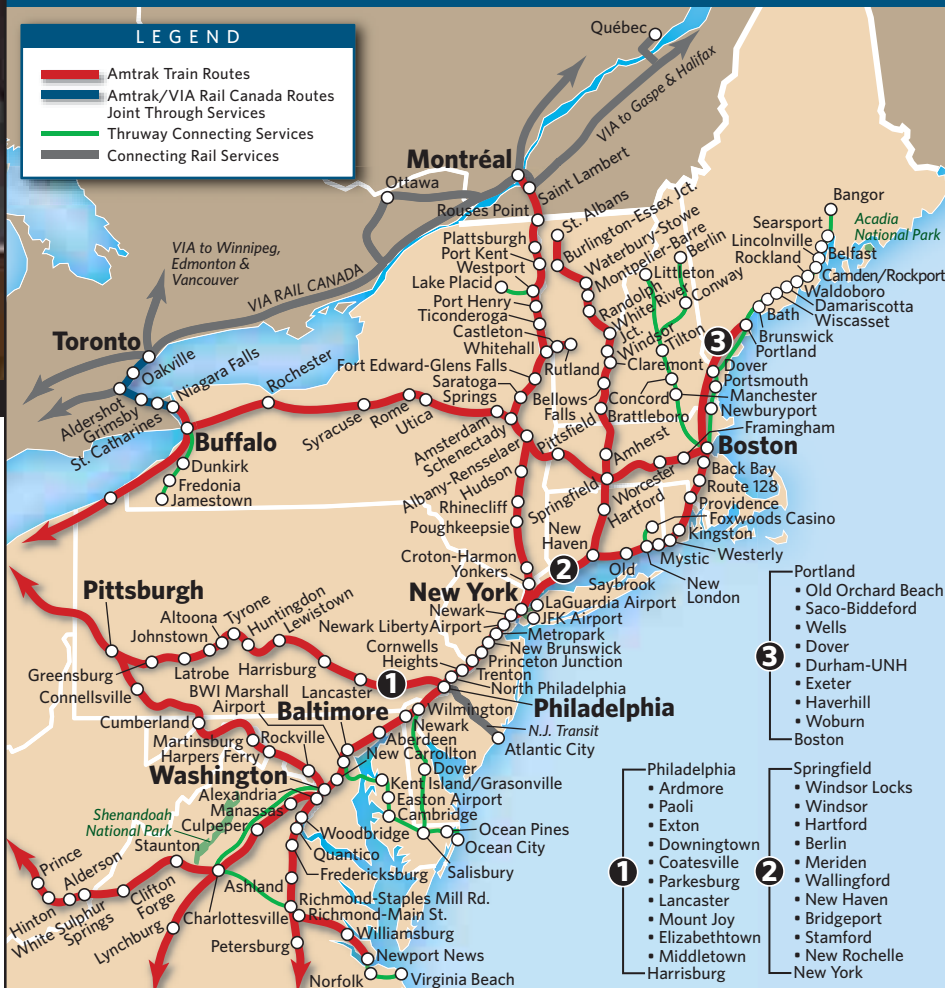 LEGEND
Amtrak Train Routes
Amtrak/VIA Rail Canada Routes
Joint Through Services
Thruway Connecting Services
Connecting Rail Services
Québec
VIA to Gaspe & Halifax
Montréal
Saint Lambert
Ottawa
Rouses Point
St. Albans
Burlington-Essex Jct.
Waterbury-Stowe
Montpelier-Barre
Randolph
White River
Jct.
Windsor
Claremont
Bellows
Falls
Brattleboro
Amherst
Berlin
Littleton
Conway
Tilton
Concord
Bangor
Searsport
Lincolnville
Rockland
Acadia
National Park
Belfast
Camden/Rockport
Waldoboro
Damariscotta
Wiscasset
Bath
Brunswick
Portland
3
Dover
Portsmouth
Manchester
Newburyport
Framingham
Boston
Back Bay
Route 128
Providence
Foxwoods Casino
Kingston
Westerly
Mystic
New
London
Old
Saybrook
New
Haven
2
Hartford
Springfield
Worcester
Pittsfield
Plattsburgh
Port Kent
Westport
Lake Placid
Port Henry
Ticonderoga
Castleton
Whitehall
Rutland
Fort Edward-Glens Falls
Saratoga
Springs
VIA to Winnipeg,
Edmonton &
Vancouver
VIA RAIL CANADA
Toronto
Oakville
Aldershot
Grimsby
St. Catharines
Niagara Falls
Buffalo
Dunkirk
Fredonia
Jamestown
Rochester
Syracuse
Rome
Utica
Amsterdam
Schenectady
Albany-Rensselaer
Hudson
Rhinecliff
Poughkeepsie
Croton-Harmon
Yonkers
New York
LaGuardia Airport
JFK Airport
Newark
Newark Liberty
Airport
Metropark
New Brunswick
Princeton Junction
Cornwells
Heights
Trenton
North Philadelphia
Philadelphia
N.J. Transit
Atlantic City
Pittsburgh
Greensburg
Latrobe
Johnstown
Altoona
Tyrone
Huntingdon
Lewistown
Harrisburg
Lancaster
1
Connellsville
Cumberland
Martinsburg
Harpers Ferry
Rockville
BWI Marshall
Airport
Baltimore
Wilmington
Newark
Aberdeen
New Carrollton
Dover
Washington
Alexandria
Manassas
Culpeper
Kent Island/Grasonville
Easton Airport
Cambridge
Ocean Pines
Ocean City
Salisbury
Shenandoah
National Park
Staunton
Woodbridge
Quantico
Fredericksburg
Ashland
Charlottesville
Richmond-Staples Mill Rd.
Richmond-Main St.
Williamsburg
Newport News
Petersburg
Norfolk
Virginia Beach
Prince
Hinton
Alderson
White Sulphur
Springs
Clifton
Forge
Lynchburg
3
Portland
• Old Orchard Beach
• Saco-Biddeford
• Wells
• Dover
• Durham-UNH
• Exeter
• Haverhill
• Woburn
Boston
1
Philadelphia
• Ardmore
• Paoli
• Exton
• Downingtown
• Coatesville
• Parkesburg
• Lancaster
• Mount Joy
• Elizabethtown
• Middletown
Harrisburg
2
Springfield
• Windsor Locks
• Windsor
• Hartford
• Berlin
• Meriden
• Wallingford
• New Haven
• Bridgeport
• Stamford
• New Rochelle
New York